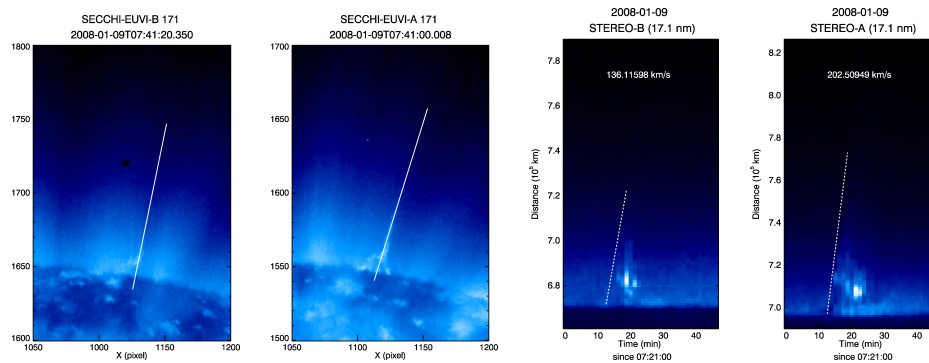 SECCHI-EUVI-B 171
2008-01-09T07:41:20.350
1800
1750
1700
1650
1600
1050
1100
1150
1200
X (pixel)
SECCHI-EUVI-A 171
2008-01-09T07:41:00.008
1700
1650
1600
1550
1500
1050
1100
1150
1200
X (pixel)
2008-01-09
STEREO-B (17.1 nm)
136.11598 km/s
Distance (10⁵ km)
7.8
7.6
7.4
7.2
7.0
6.8
0
10
20
30
40
Time (min)
since 07:21:00
2008-01-09
STEREO-A (17.1 nm)
202.50949 km/s
Distance (10⁵ km)
8.2
8.0
7.8
7.6
7.4
7.2
7.0
0
10
20
30
40
Time (min)
since 07:21:00